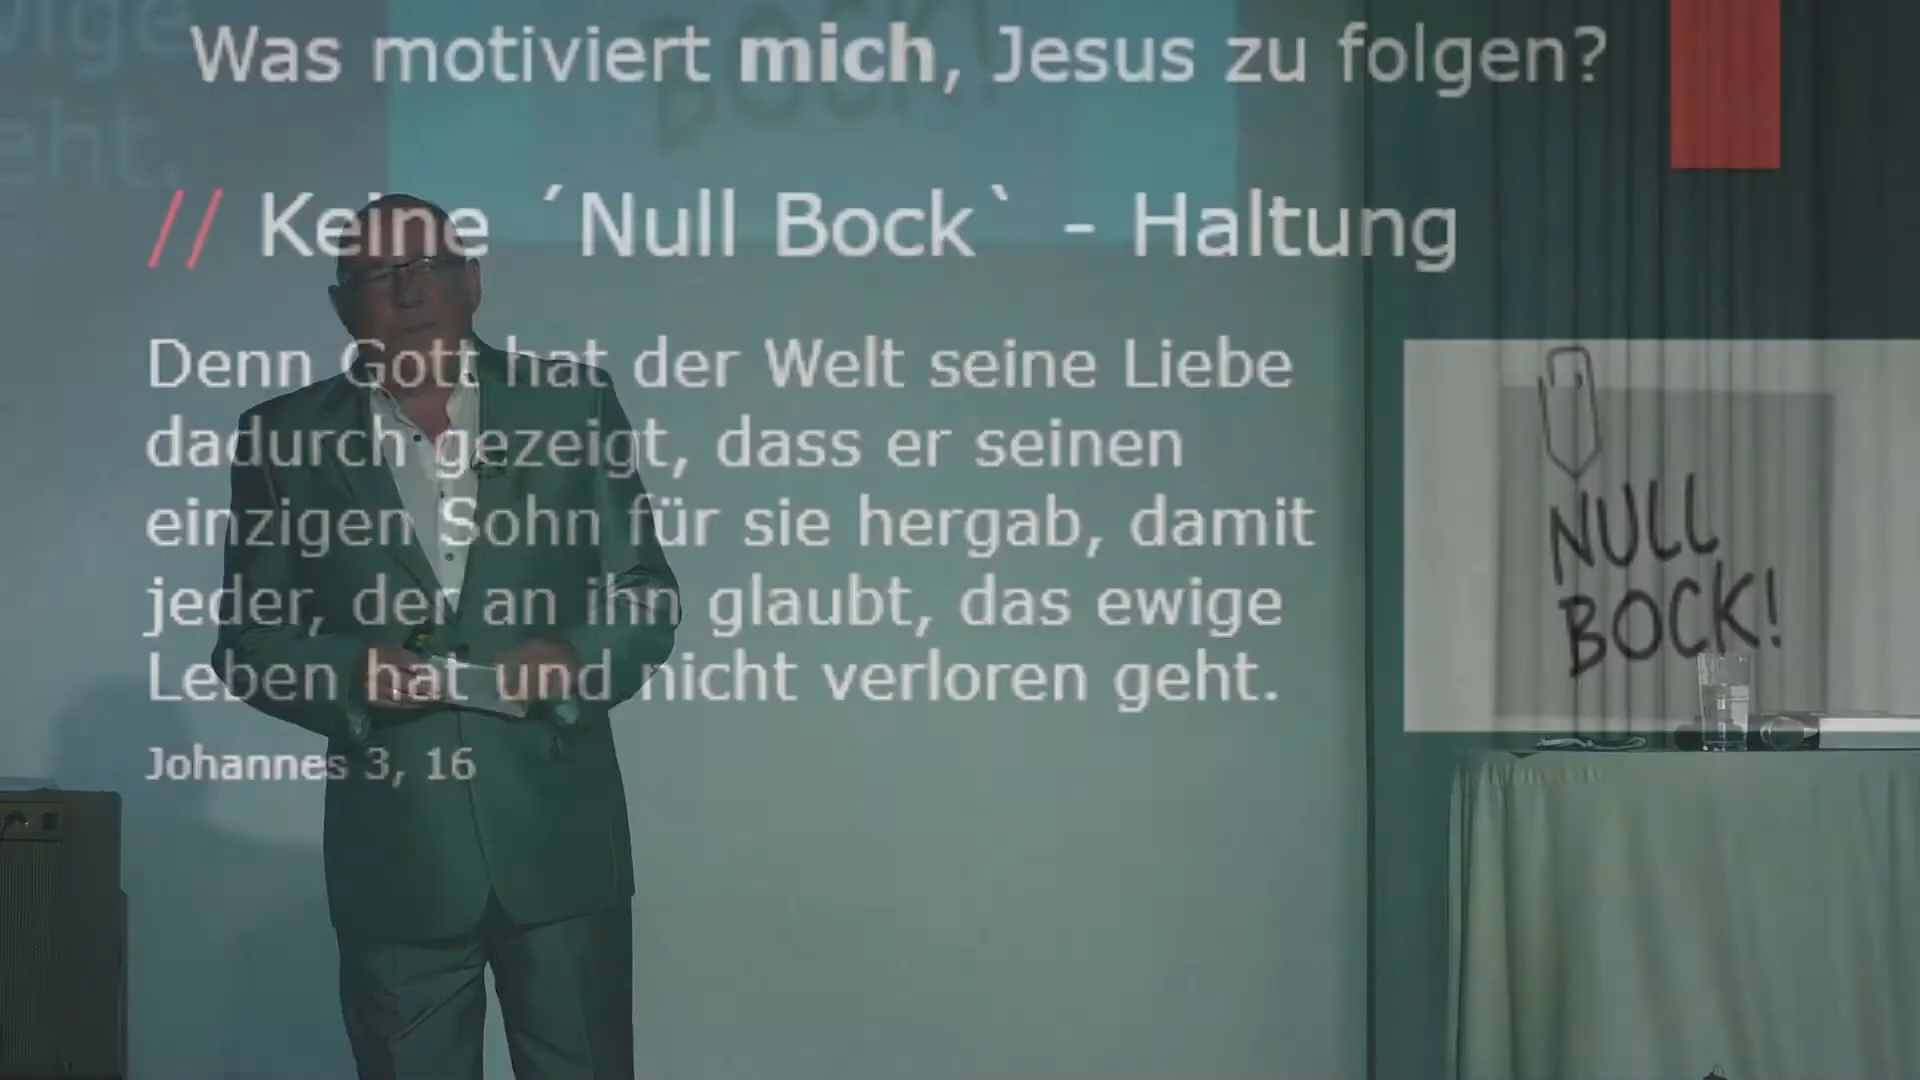 Was motiviert mich, Jesus zu folgen?
// Keine ´Null Bock` - Haltung
Denn Gott hat der Welt seine Liebe
dadurch gezeigt, dass er seinen
einzigen Sohn für sie hergab, damit
jeder, der an ihn glaubt, das ewige
Leben hat und nicht verloren geht.
Johannes 3, 16
NULL
BOCK!
BOCK!
eht.